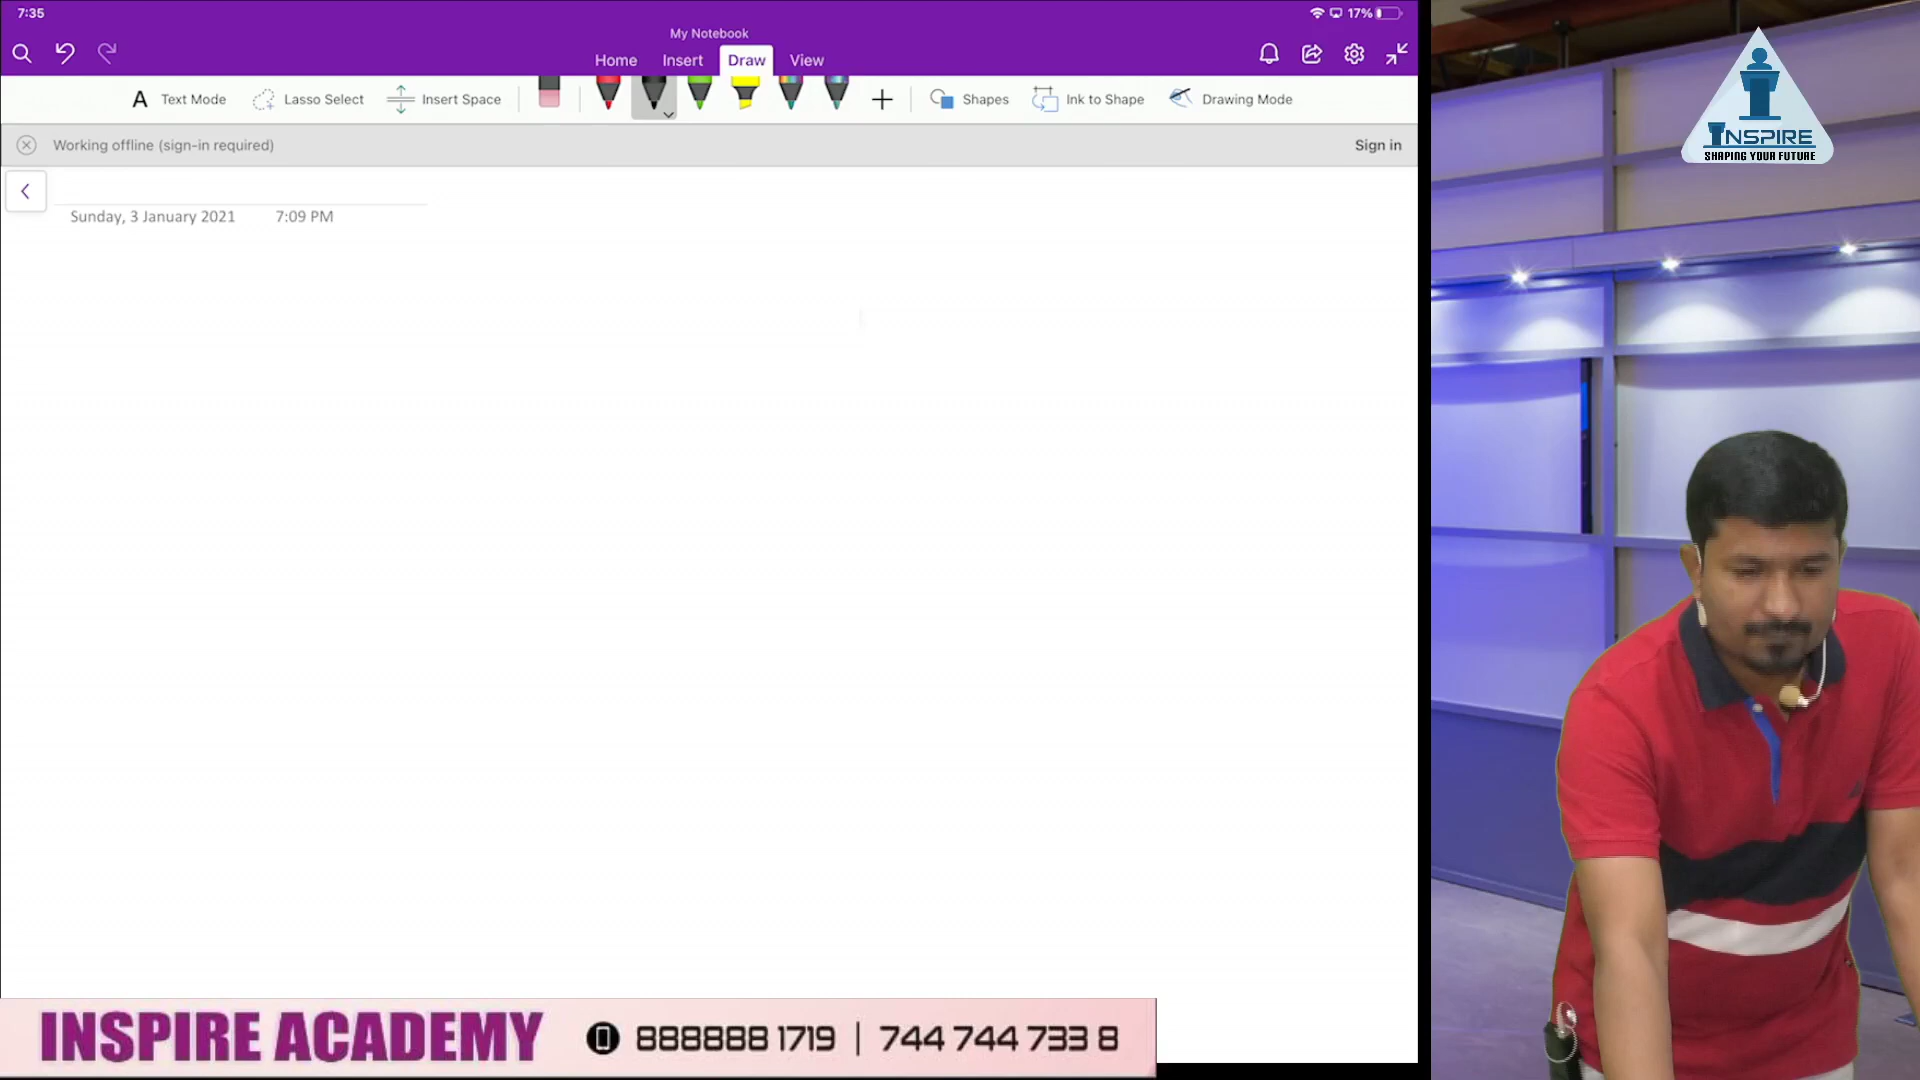 7:35
17%
My Notebook
Home Insert Draw View
A Text Mode Lasso Select Insert Space Shapes Ink to Shape Drawing Mode
Working offline (sign-in required) Sign in
Sunday, 3 January 2021 7:09 PM
INSPIRE
SHAPING YOUR FUTURE
INSPIRE ACADEMY 888888 1719 | 744 744 733 8